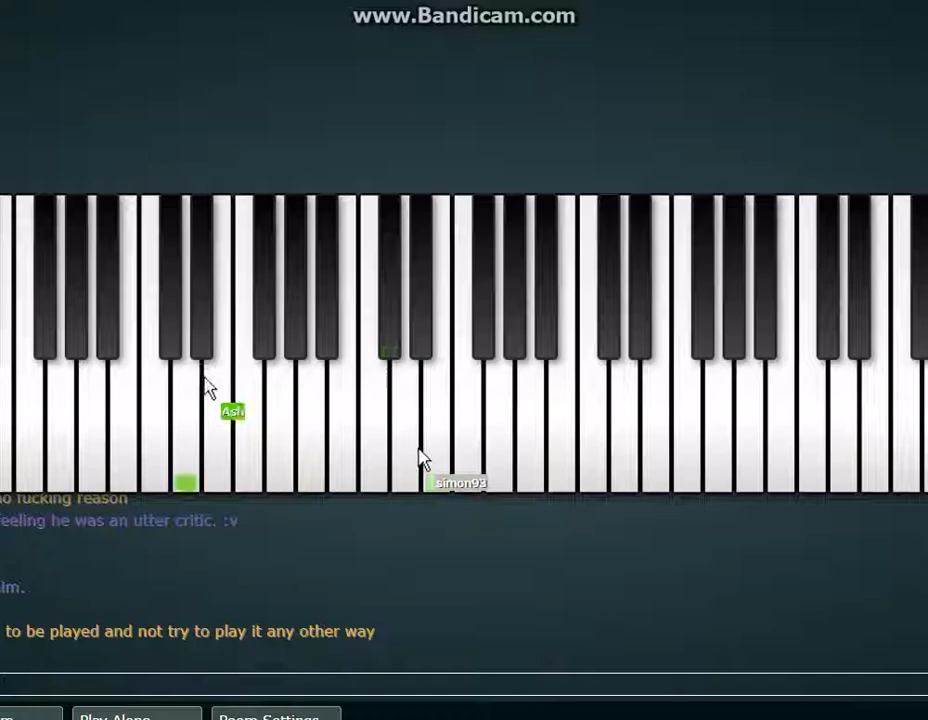 www.Bandicam.com
Ash
simon93
no fucking reason
feeling he was an utter critic. :v
lm.
to be played and not try to play it any other way
Play Alone
Room Settings